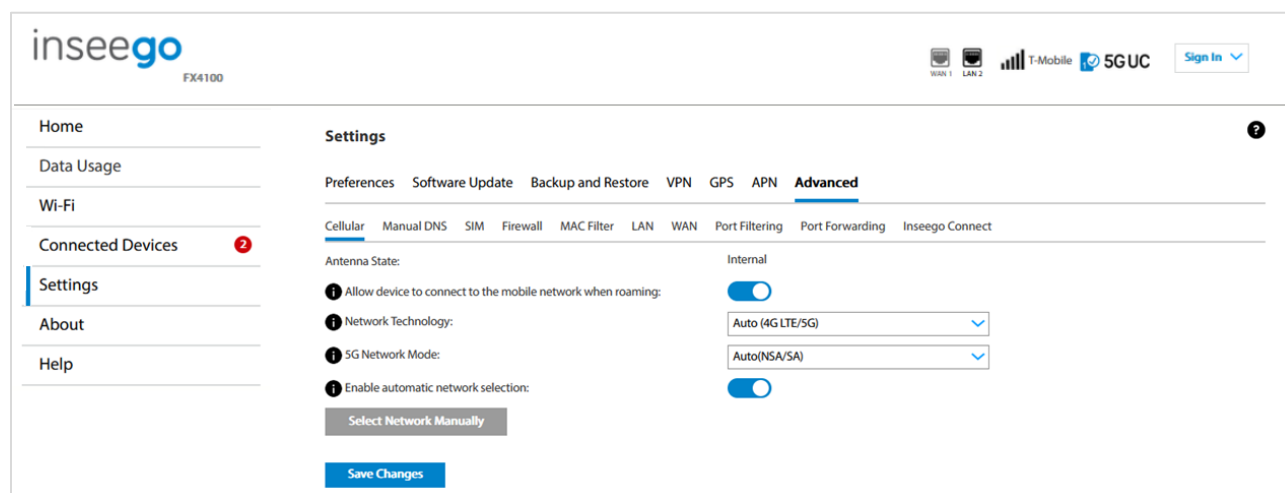 inseego
FX4100
WAN 1 LAN 2 T-Mobile 5G UC Sign In
Home
Data Usage
Wi-Fi
Connected Devices 2
Settings
About
Help
Settings ?
Preferences Software Update Backup and Restore VPN GPS APN Advanced
Cellular Manual DNS SIM Firewall MAC Filter LAN WAN Port Filtering Port Forwarding Inseego Connect
Antenna State: Internal
i Allow device to connect to the mobile network when roaming:
i Network Technology: Auto (4G LTE/5G)
i 5G Network Mode: Auto(NSA/SA)
i Enable automatic network selection:
Select Network Manually
Save Changes